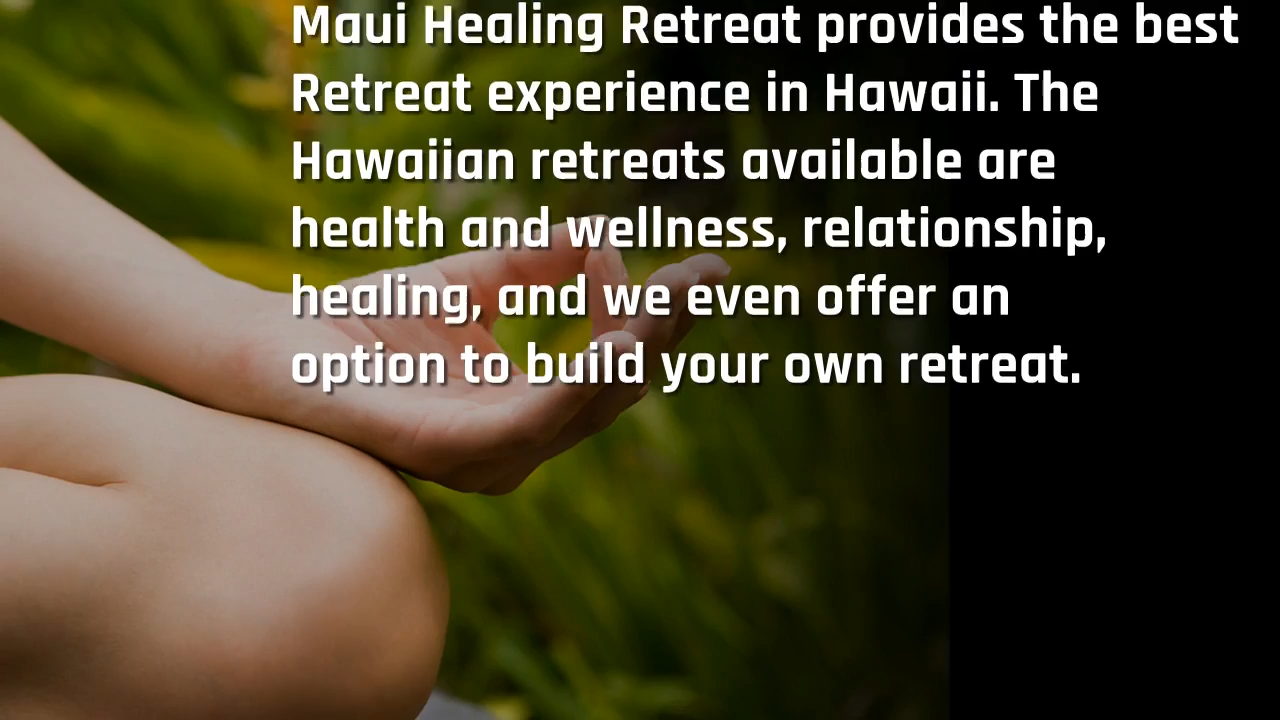 Maui Healing Retreat provides the best
Retreat experience in Hawaii. The
Hawaiian retreats available are
health and wellness, relationship,
healing, and we even offer an
option to build your own retreat.